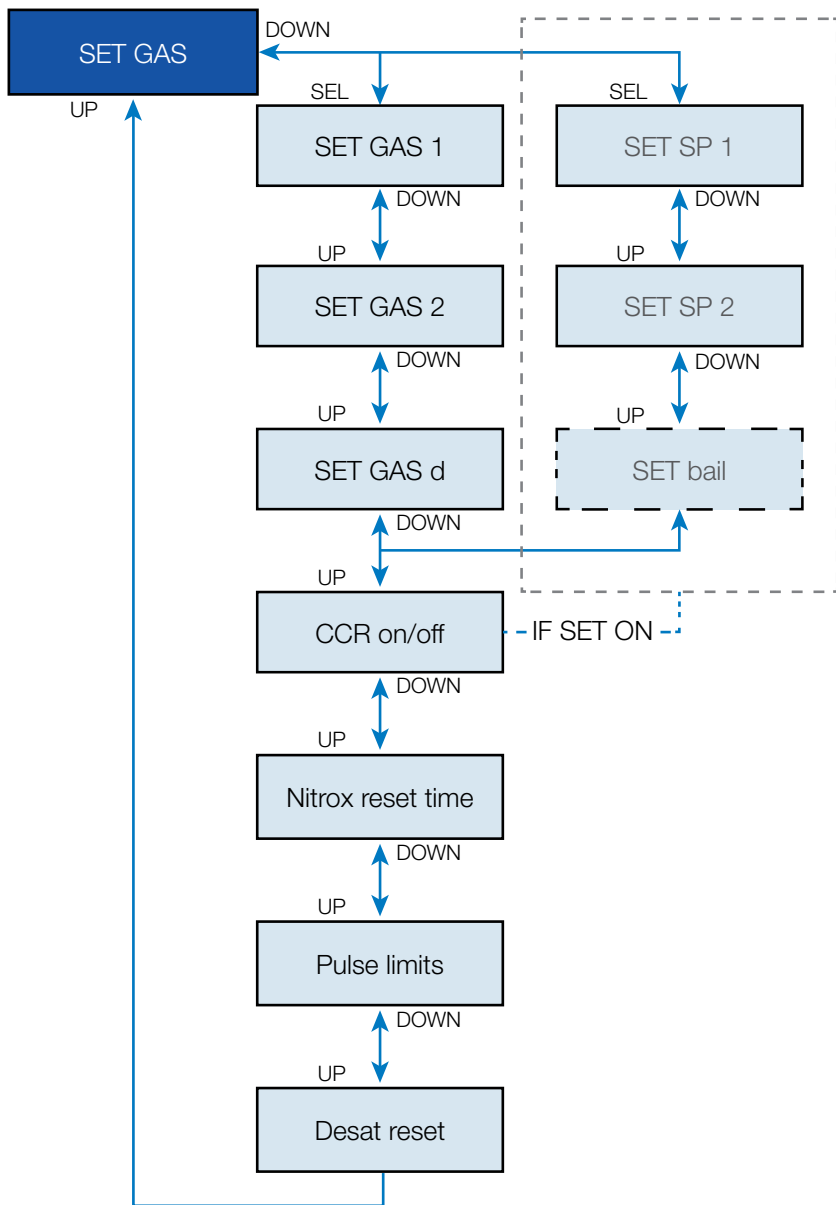 DOWN
SET GAS
UP
SEL
SEL
SET GAS 1
SET SP 1
DOWN
DOWN
UP
UP
SET GAS 2
SET SP 2
DOWN
DOWN
UP
UP
SET GAS d
SET bail
DOWN
UP
CCR on/off
IF SET ON
DOWN
UP
Nitrox reset time
DOWN
UP
Pulse limits
DOWN
UP
Desat reset